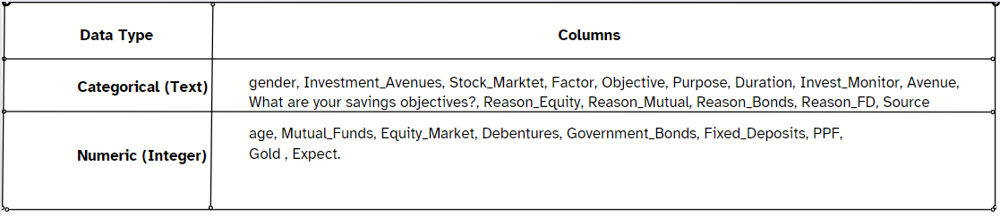 Data Type
Columns
Categorical (Text)
gender, Investment_Avenues, Stock_Marktet, Factor, Objective, Purpose, Duration, Invest_Monitor, Avenue,
What are your savings objectives?, Reason_Equity, Reason_Mutual, Reason_Bonds, Reason_FD, Source
Numeric (Integer)
age, Mutual_Funds, Equity_Market, Debentures, Government_Bonds, Fixed_Deposits, PPF,
Gold , Expect.